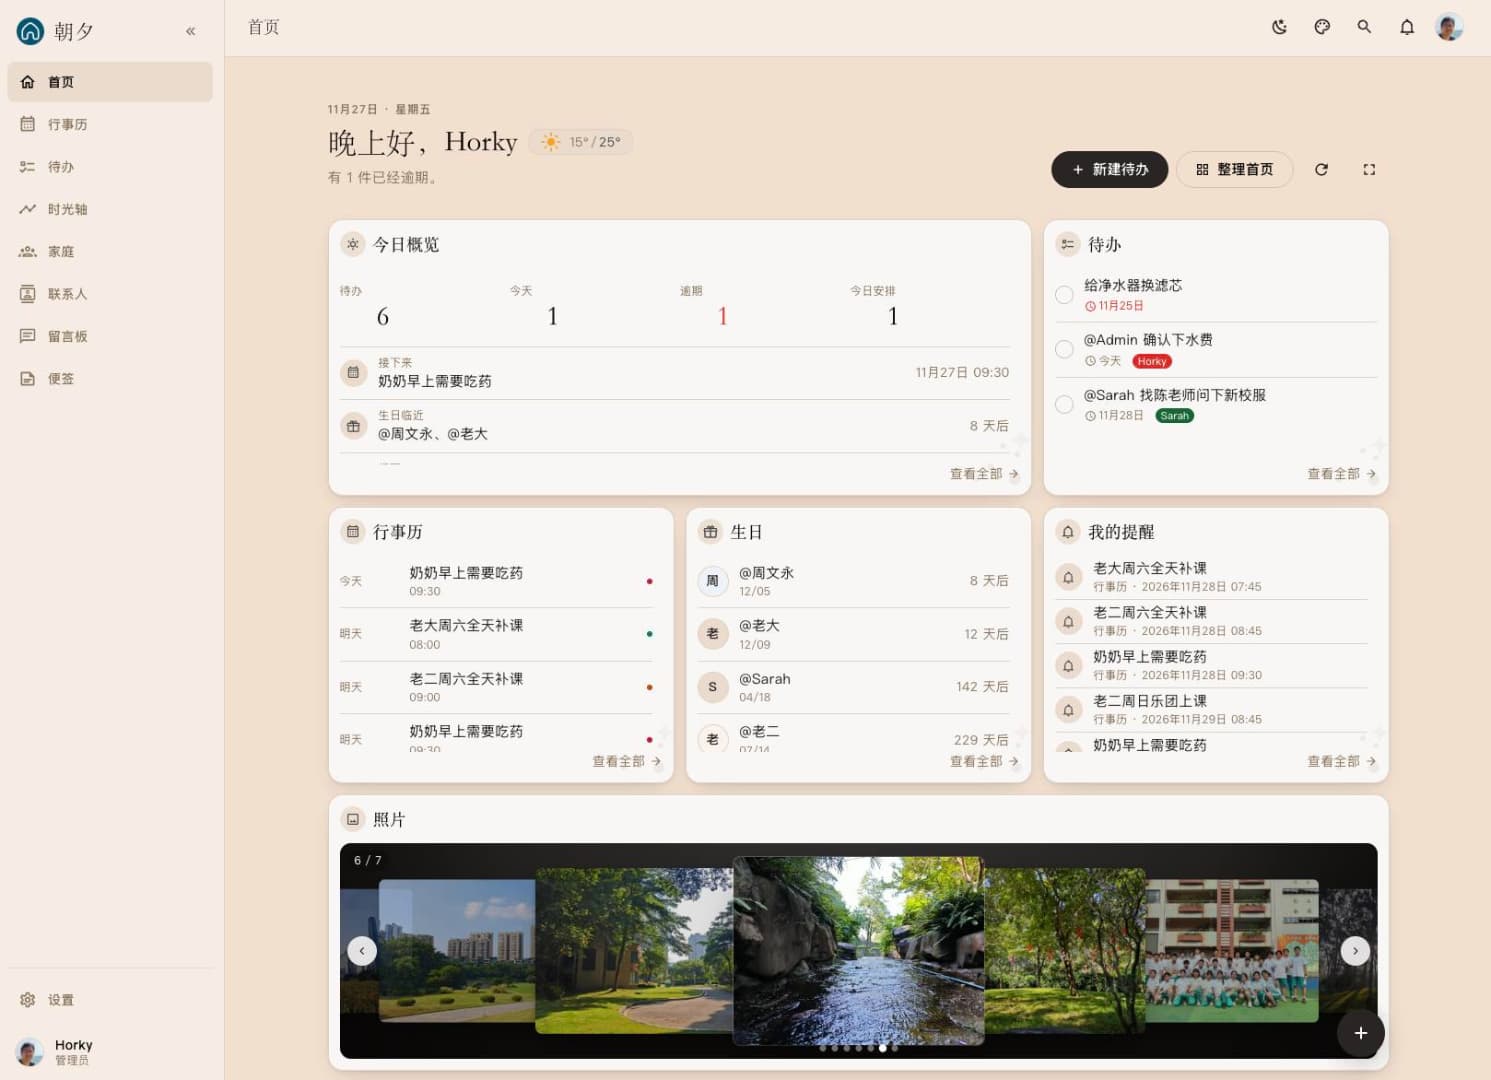 朝夕
首页
行事历
待办
时光轴
家庭
联系人
留言板
便签
设置
Horky
管理员
首页
11月27日 · 星期五
晚上好，Horky
15°/25°
有 1 件已经逾期。
新建待办
整理首页
今日概览
待办
6
今天
1
逾期
1
今日安排
1
接下来
奶奶早上需要吃药
11月27日 09:30
生日临近
@周文永、@老大
8 天后
查看全部
待办
给净水器换滤芯
11月25日
@Admin 确认下水费
今天 Horky
@Sarah 找陈老师问下新校服
11月28日 Sarah
查看全部
行事历
今天
奶奶早上需要吃药
09:30
明天
老大周六全天补课
08:00
明天
老二周六全天补课
09:00
明天
奶奶早上需要吃药
09:30
查看全部
生日
周
@周文永
12/05
8 天后
老
@老大
12/09
12 天后
S
@Sarah
04/18
142 天后
老
@老二
07/14
229 天后
查看全部
我的提醒
老大周六全天补课
行事历 · 2026年11月28日 07:45
老二周六全天补课
行事历 · 2026年11月28日 08:45
奶奶早上需要吃药
行事历 · 2026年11月28日 09:30
老二周日乐团上课
行事历 · 2026年11月29日 08:45
奶奶早上需要吃药
查看全部
照片
6 / 7